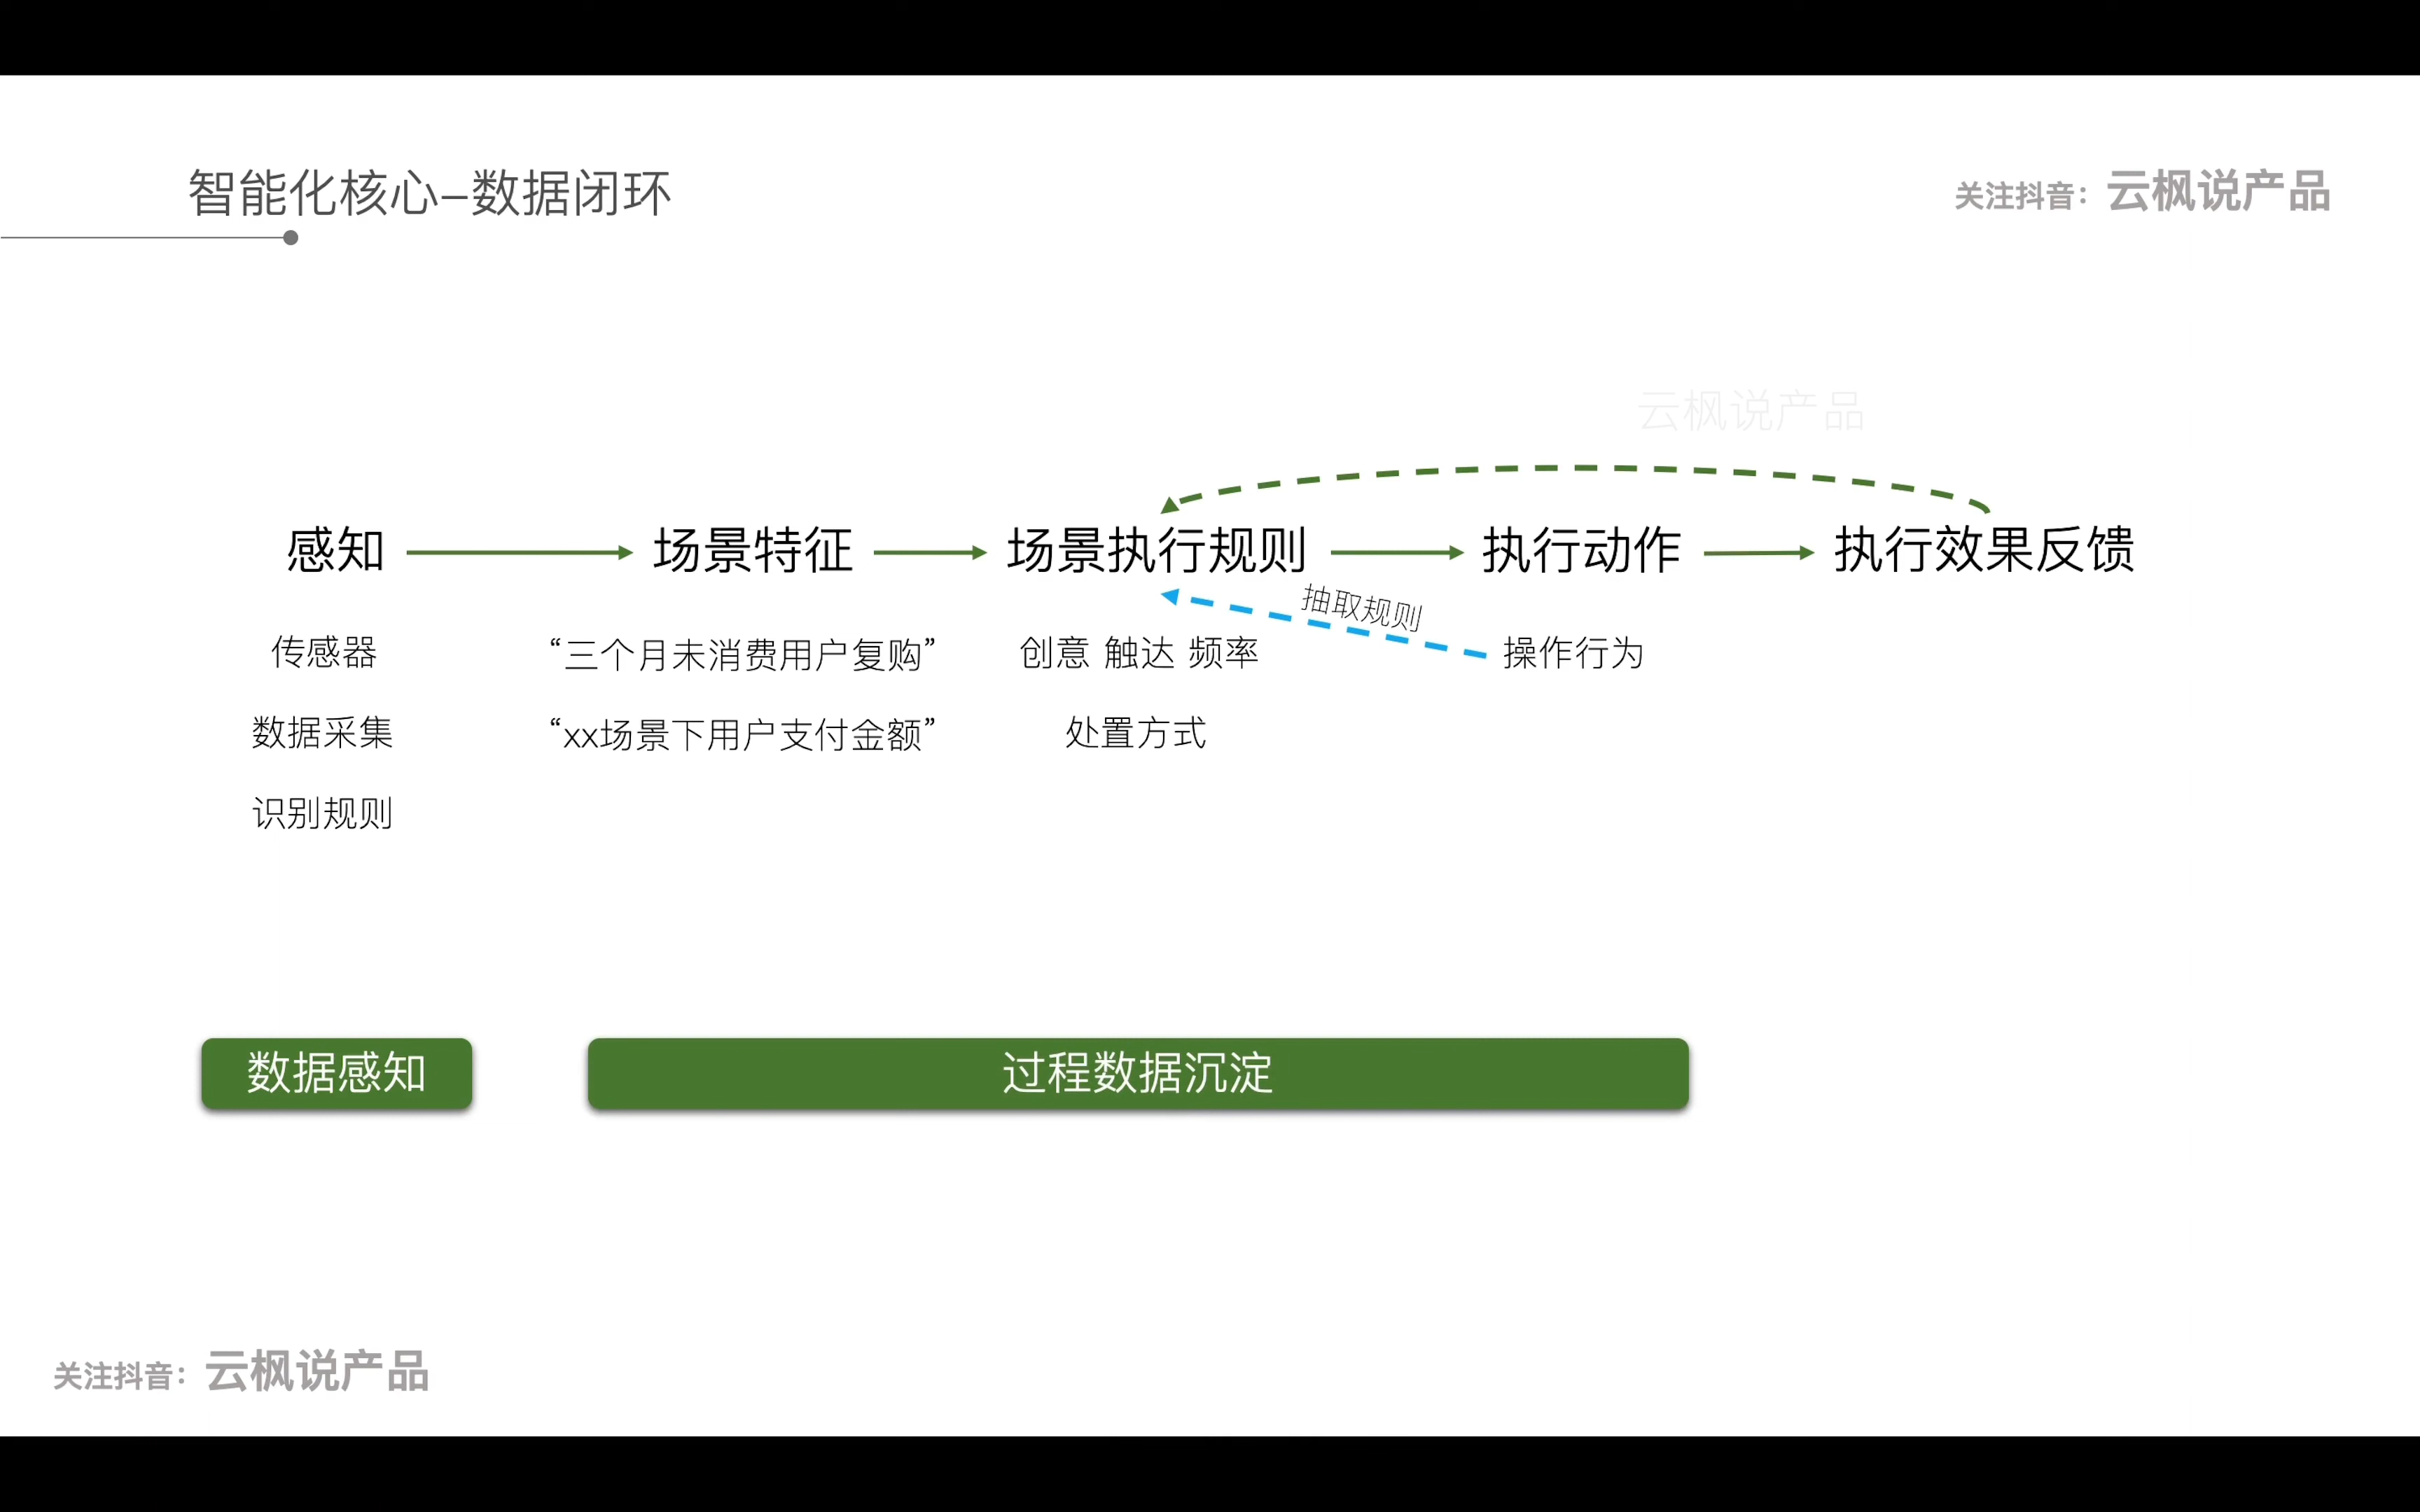 智能化核心–数据闭环
关注抖音：云枫说产品
云枫说产品
感知
场景特征
场景执行规则
执行动作
执行效果反馈
抽取规则
传感器
“三个月未消费用户复购”
创意 触达 频率
操作行为
数据采集
“xx场景下用户支付金额”
处置方式
识别规则
数据感知
过程数据沉淀
关注抖音：云枫说产品